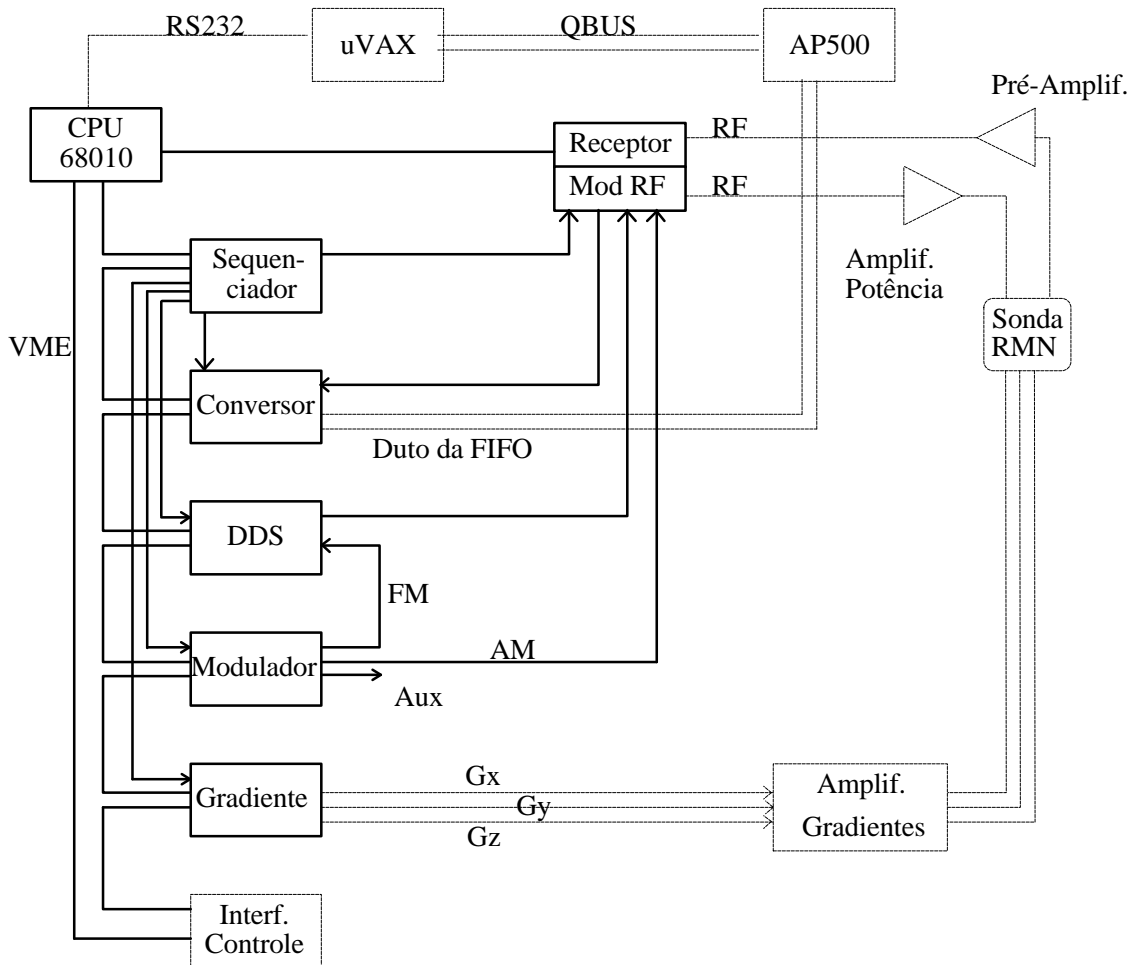 RS232
uVAX
QBUS
AP500
Pré-Amplif.
CPU
68010
Receptor
RF
Mod RF
RF
Sequen-
ciador
Amplif.
Potência
Sonda
RMN
VME
Conversor
Duto da FIFO
DDS
FM
Modulador
AM
Aux
Gradiente
Gx
Gy
Gz
Amplif.
Gradientes
Interf.
Controle